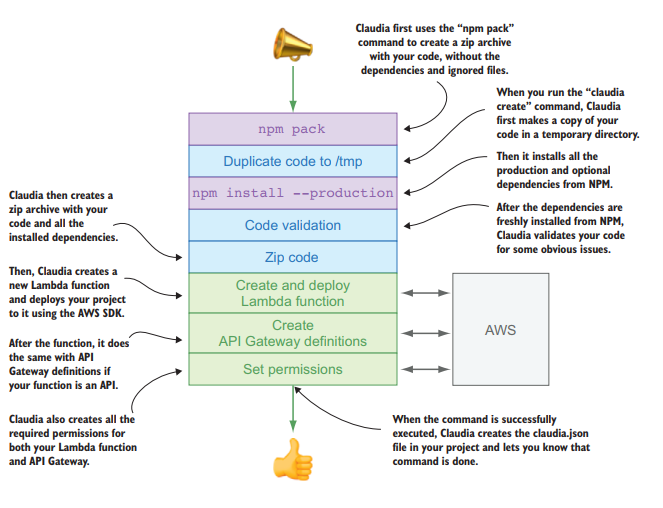 Claudia first uses the “npm pack”
command to create a zip archive
with your code, without the
dependencies and ignored files.
When you run the “claudia
create” command, Claudia
first makes a copy of your
code in a temporary directory.
Then it installs all the
production and optional
dependencies from NPM.
After the dependencies are
freshly installed from NPM,
Claudia validates your code
for some obvious issues.
npm pack
Duplicate code to /tmp
npm install --production
Code validation
Zip code
Create and deploy
Lambda function
Create
API Gateway definitions
Set permissions
AWS
Claudia then creates a
zip archive with your
code and all the
installed dependencies.
Then, Claudia creates a
new Lambda function
and deploys your project
to it using the AWS SDK.
After the function, it does
the same with API
Gateway definitions if
your function is an API.
Claudia also creates all the
required permissions for
both your Lambda function
and API Gateway.
When the command is successfully
executed, Claudia creates the claudia.json
file in your project and lets you know that
command is done.